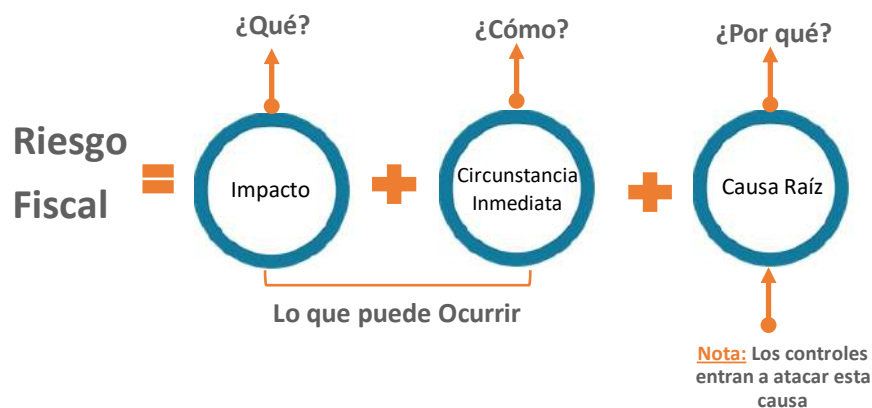 ¿Qué?
¿Cómo?
¿Por qué?
Riesgo
Fiscal
=
Impacto
+
Circunstancia
Inmediata
+
Causa Raíz
Lo que puede Ocurrir
Nota: Los controles
entran a atacar esta
causa